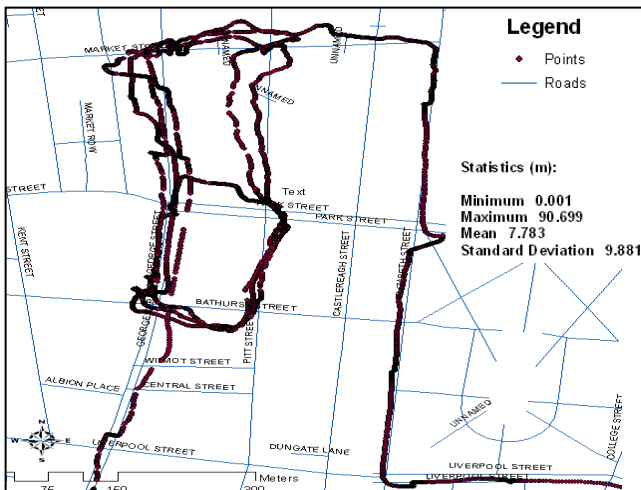 Legend
Points
Roads
Statistics (m):
Minimum 0.001
Maximum 90.699
Mean 7.783
Standard Deviation 9.881
MARKET STREET
UNNAMED
UNNAMED
MARKET ROW
STREET
KENT STREET
GEORGE STREET
Text
STREET
PARK STREET
CASTLEREAGH STREET
BATHURST STREET
PITT STREET
WILMOT STREET
ALBION PLACE
CENTRAL STREET
UNNAMED
COLLEGE STREET
LIVERPOOL STREET
DUNGATE LANE
LIVERPOOL STREET
LIVERPOOL STREET
N
W
E
S
75
150
300
Meters